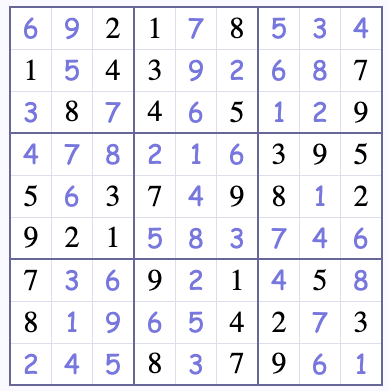 6 9 2 1 7 8 5 3 4
1 5 4 3 9 2 6 8 7
3 8 7 4 6 5 1 2 9
4 7 8 2 1 6 3 9 5
5 6 3 7 4 9 8 1 2
9 2 1 5 8 3 7 4 6
7 3 6 9 2 1 4 5 8
8 1 9 6 5 4 2 7 3
2 4 5 8 3 7 9 6 1